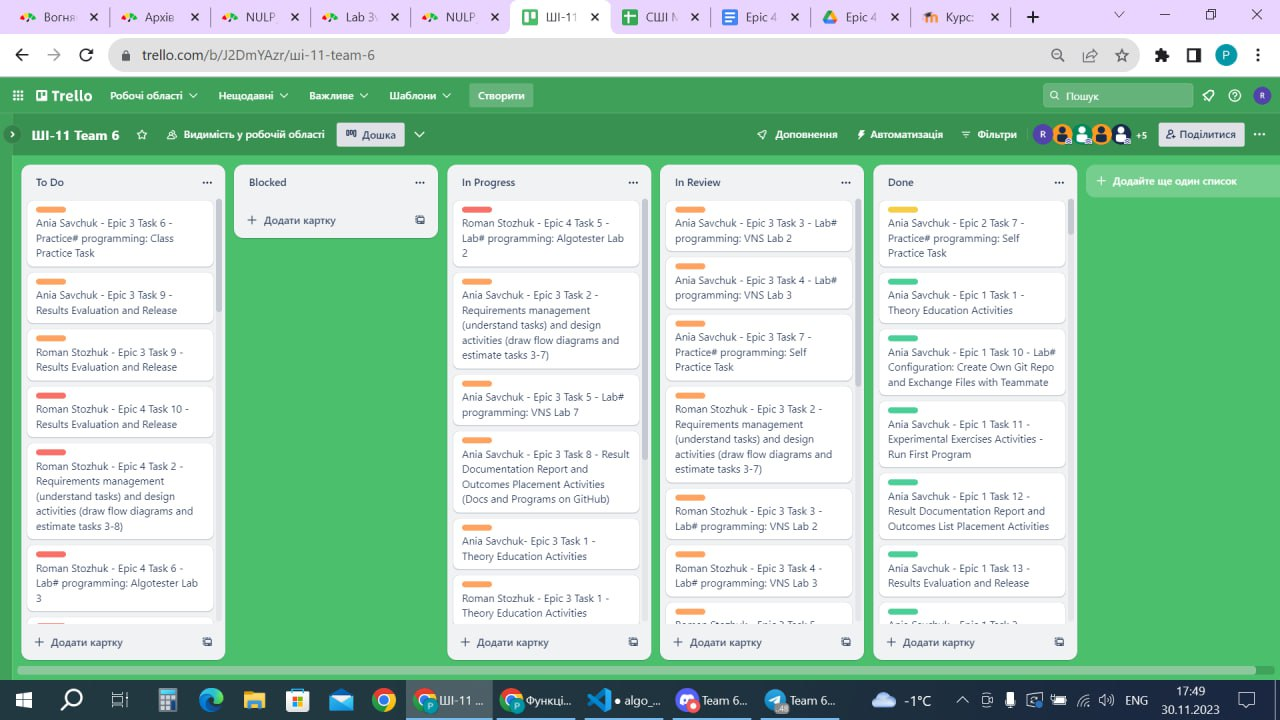 Вогня
Архів
NULP
Lab 3v
NULP_
ШІ-11
СШІ М
Epic 4
Epic 4
Курс:
trello.com/b/J2DmYAzr/ші-11-team-6
P
Trello
Робочі області
Нещодавні
Важливе
Шаблони
Створити
Пошук
R
ШІ-11 Team 6
Видимість у робочій області
Дошка
Доповнення
Автоматизація
Фільтри
R
+5
Поділитися
To Do
Ania Savchuk - Epic 3 Task 6 -
Practice# programming: Class
Practice Task
Ania Savchuk - Epic 3 Task 9 -
Results Evaluation and Release
Roman Stozhuk - Epic 3 Task 9 -
Results Evaluation and Release
Roman Stozhuk - Epic 4 Task 10 -
Results Evaluation and Release
Roman Stozhuk - Epic 4 Task 2 -
Requirements management
(understand tasks) and design
activities (draw flow diagrams and
estimate tasks 3-8)
Roman Stozhuk - Epic 4 Task 6 -
Lab# programming: Algotester Lab
3
Додати картку
Blocked
Додати картку
In Progress
Roman Stozhuk - Epic 4 Task 5 -
Lab# programming: Algotester Lab
2
Ania Savchuk - Epic 3 Task 2 -
Requirements management
(understand tasks) and design
activities (draw flow diagrams and
estimate tasks 3-7)
Ania Savchuk - Epic 3 Task 5 - Lab#
programming: VNS Lab 7
Ania Savchuk - Epic 3 Task 8 - Result
Documentation Report and
Outcomes Placement Activities
(Docs and Programs on GitHub)
Ania Savchuk- Epic 3 Task 1 -
Theory Education Activities
Roman Stozhuk - Epic 3 Task 1 -
Theory Education Activities
Додати картку
In Review
Ania Savchuk - Epic 3 Task 3 - Lab#
programming: VNS Lab 2
Ania Savchuk - Epic 3 Task 4 - Lab#
programming: VNS Lab 3
Ania Savchuk - Epic 3 Task 7 -
Practice# programming: Self
Practice Task
Roman Stozhuk - Epic 3 Task 2 -
Requirements management
(understand tasks) and design
activities (draw flow diagrams and
estimate tasks 3-7)
Roman Stozhuk - Epic 3 Task 3 -
Lab# programming: VNS Lab 2
Roman Stozhuk - Epic 3 Task 4 -
Lab# programming: VNS Lab 3
Roman Stozhuk - Epic 3 Task 5 -
Додати картку
Done
Ania Savchuk - Epic 2 Task 7 -
Practice# programming: Self
Practice Task
Ania Savchuk - Epic 1 Task 1 -
Theory Education Activities
Ania Savchuk - Epic 1 Task 10 - Lab#
Configuration: Create Own Git Repo
and Exchange Files with Teammate
Ania Savchuk - Epic 1 Task 11 -
Experimental Exercises Activities -
Run First Program
Ania Savchuk - Epic 1 Task 12 -
Result Documentation Report and
Outcomes List Placement Activities
Ania Savchuk - Epic 1 Task 13 -
Results Evaluation and Release
Ania Savchuk - Epic 1 Task 2 -
Додати картку
Додайте ще один список
ШІ-11 ...
Функці...
● algo_...
Team 6...
Team 6...
-1°C
ENG
17:49
30.11.2023